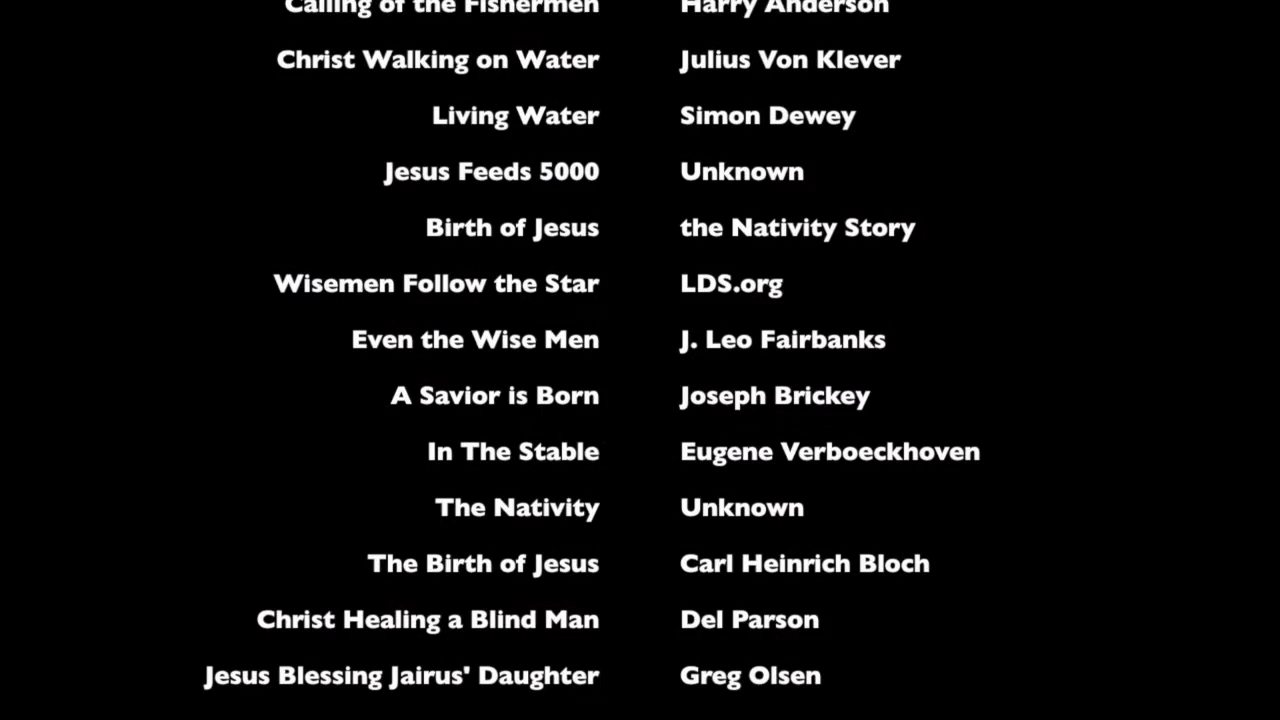 Calling of the Fishermen Harry Anderson
Christ Walking on Water Julius Von Klever
Living Water Simon Dewey
Jesus Feeds 5000 Unknown
Birth of Jesus the Nativity Story
Wisemen Follow the Star LDS.org
Even the Wise Men J. Leo Fairbanks
A Savior is Born Joseph Brickey
In The Stable Eugene Verboeckhoven
The Nativity Unknown
The Birth of Jesus Carl Heinrich Bloch
Christ Healing a Blind Man Del Parson
Jesus Blessing Jairus' Daughter Greg Olsen